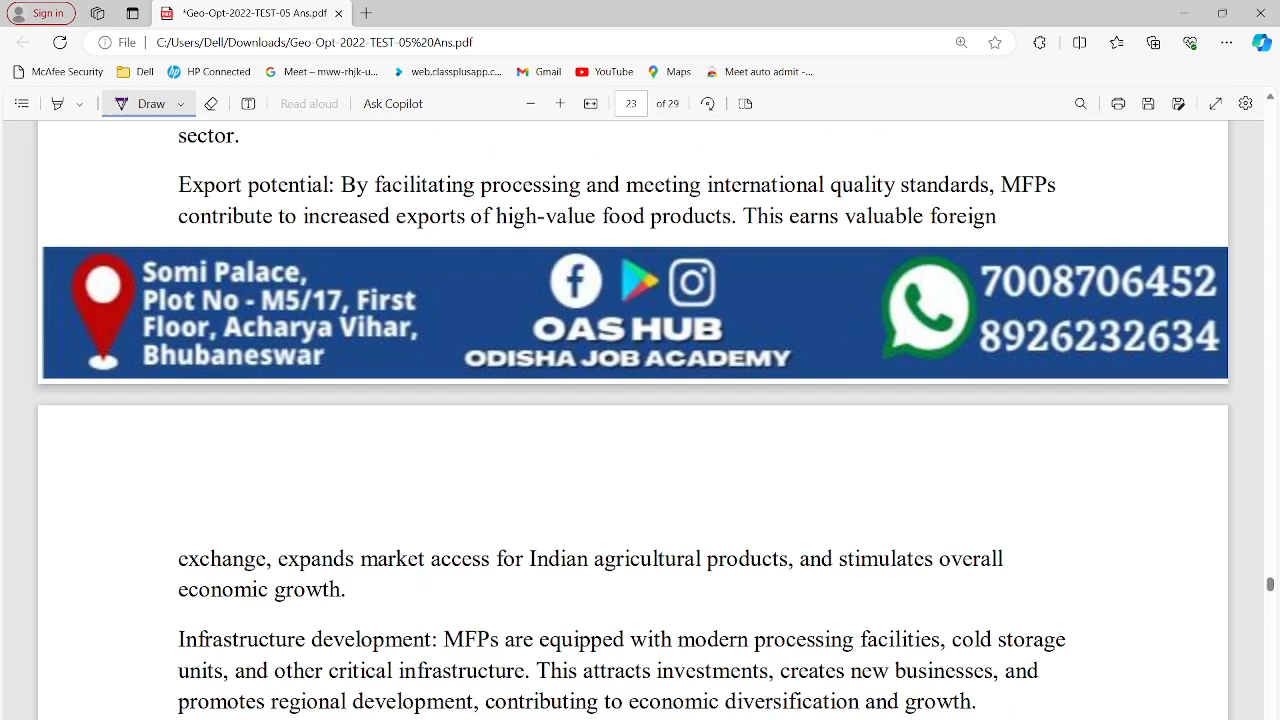 Sign in
*Geo-Opt-2022-TEST-05 Ans.pdf
File
C:/Users/Dell/Downloads/Geo-Opt-2022-TEST-05%20Ans.pdf
McAfee Security
Dell
HP Connected
Meet – mvw-rhjk-u...
web.classplusapp.c...
Gmail
YouTube
Maps
Meet auto admit -...
Draw
Read aloud
Ask Copilot
23
of 29
sector.
Export potential: By facilitating processing and meeting international quality standards, MFPs
contribute to increased exports of high-value food products. This earns valuable foreign
Somi Palace,
Plot No - M5/17, First
Floor, Acharya Vihar,
Bhubaneswar
OAS HUB
ODISHA JOB ACADEMY
7008706452
8926232634
exchange, expands market access for Indian agricultural products, and stimulates overall
economic growth.
Infrastructure development: MFPs are equipped with modern processing facilities, cold storage
units, and other critical infrastructure. This attracts investments, creates new businesses, and
promotes regional development, contributing to economic diversification and growth.